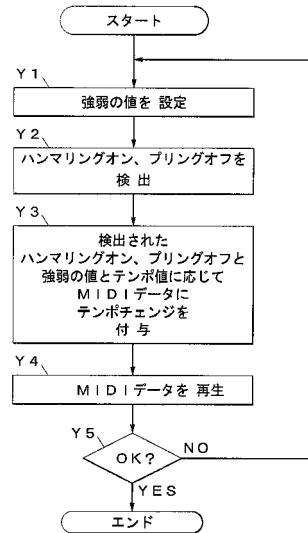 スタート
Y1
強弱の値を 設定
Y2
ハンマリングオン、プリングオフを
検 出
Y3
検出された
ハンマリングオン、プリングオフと
強弱の値とテンポ値に応じて
MIDIデータに
テンポチェンジを
付 与
Y4
MIDIデータを 再生
Y5
OK?
NO
YES
エンド